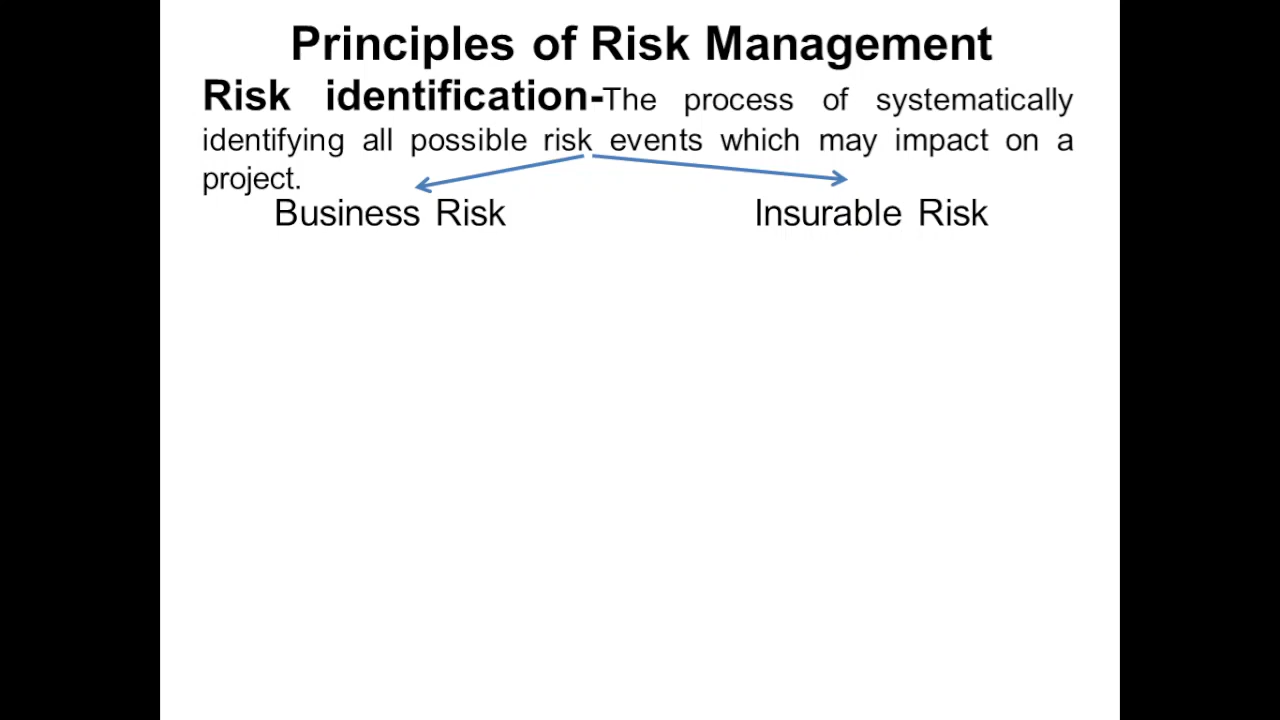 Principles of Risk Management
Risk identification-The process of systematically
identifying all possible risk events which may impact on a
project.
Business Risk
Insurable Risk